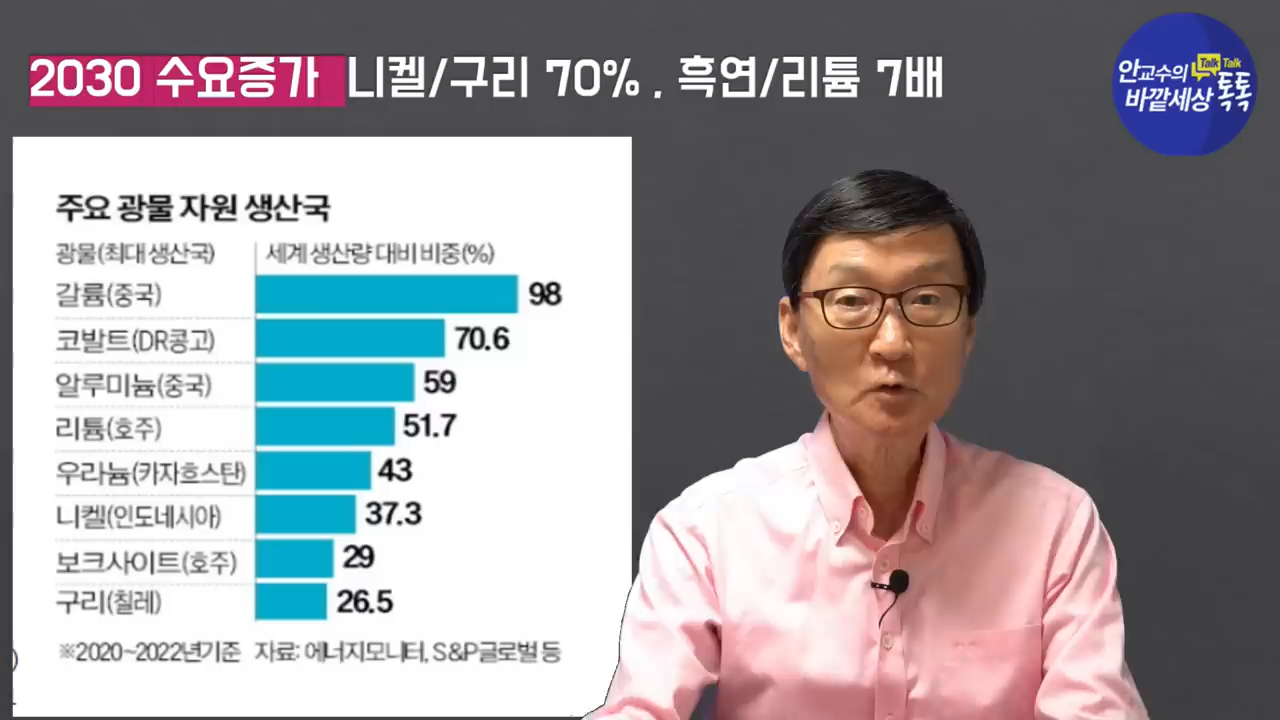 2030 수요증가 니켈/구리 70% , 흑연/리튬 7배
안교수의 Talk Talk
바깥세상 톡톡
주요 광물 자원 생산국
광물(최대 생산국) 세계 생산량 대비 비중(%)
갈륨(중국) 98
코발트(DR콩고) 70.6
알루미늄(중국) 59
리튬(호주) 51.7
우라늄(카자흐스탄) 43
니켈(인도네시아) 37.3
보크사이트(호주) 29
구리(칠레) 26.5
※2020~2022년기준 자료: 에너지모니터, S&P글로벌 등